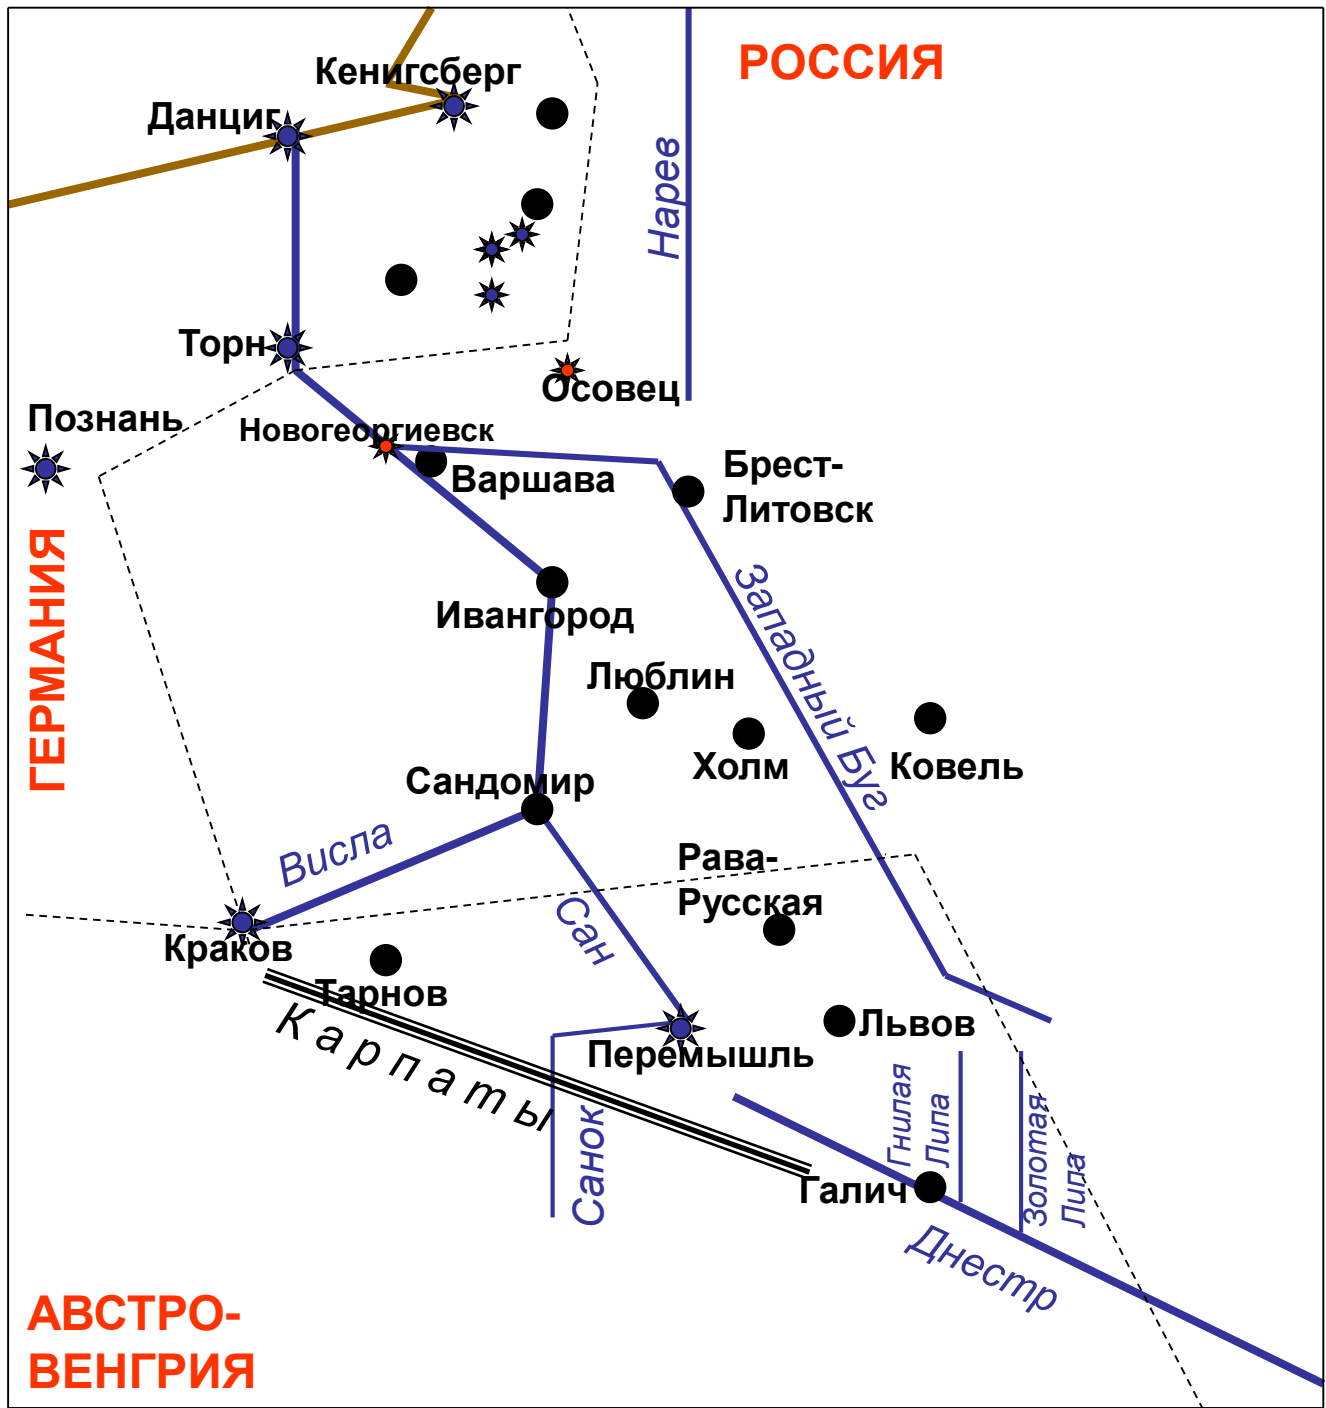 РОССИЯ
Кенигсберг
Данциг
Нарев
Торн
Осовец
Познань
Новогеоргиевск
Варшава
Брест-
Литовск
ГЕРМАНИЯ
Ивангород
Западный Буг
Люблин
Холм
Ковель
Сандомир
Висла
Рава-
Русская
Сан
Краков
Тарнов
Карпаты
Перемышль
Львов
Гнилая
Липа
Золотая
Липа
Санок
Галич
Днестр
АВСТРО-
ВЕНГРИЯ